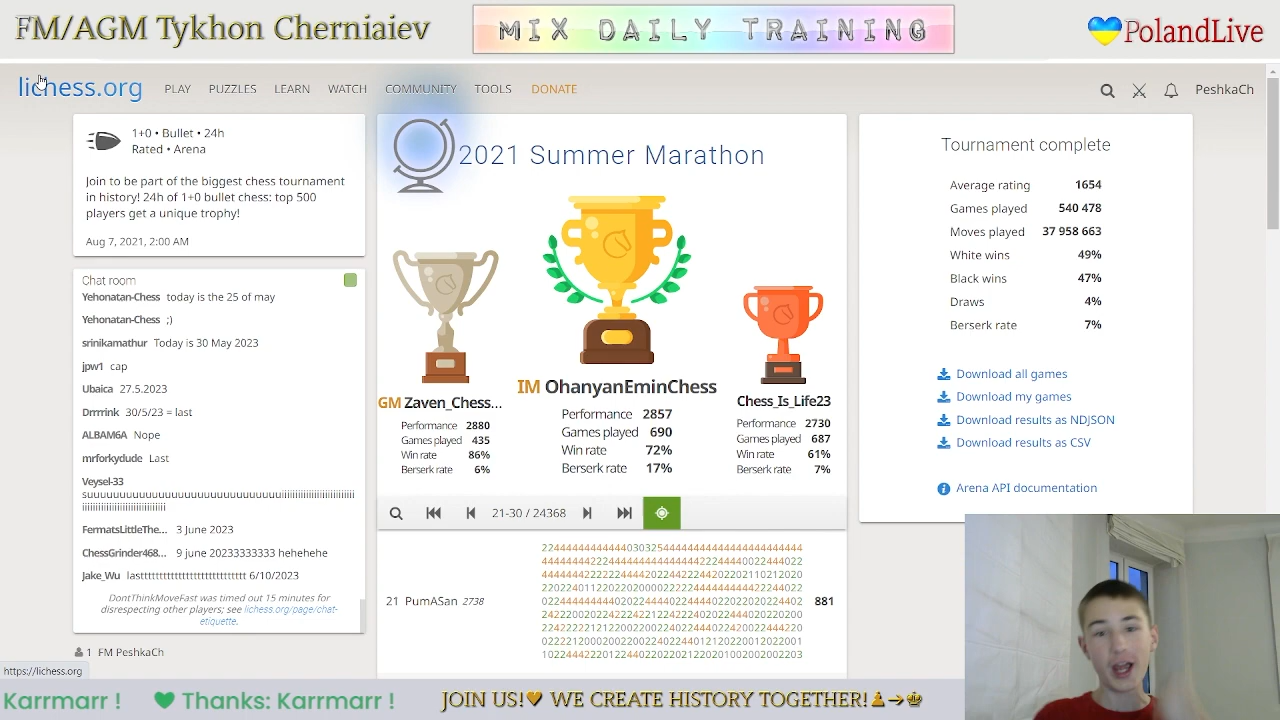 FM/AGM Tykhon Cherniaiev
MIX DAILY TRAINING
PolandLive
lichess.org
PLAY
PUZZLES
LEARN
WATCH
COMMUNITY
TOOLS
DONATE
PeshkaCh
1+0 • Bullet • 24h
Rated • Arena
Join to be part of the biggest chess tournament
in history! 24h of 1+0 bullet chess: top 500
players get a unique trophy!
Aug 7, 2021, 2:00 AM
Chat room
Yehonatan-Chess today is the 25 of may
Yehonatan-Chess ;)
srinikamathur Today is 30 May 2023
jpw1 cap
Ubaica 27.5.2023
Drrrrink 30/5/23 = last
ALBAM6A Nope
mrforkydude Last
Veysel-33
FermatsLittleThe... 3 June 2023
ChessGrinder468... 9 june 20233333333 hehehehe
Jake_Wu 6/10/2023
DontThinkMoveFast was timed out 15 minutes for
disrespecting other players; see lichess.org/page/chat-
etiquette.
1 FM PeshkaCh
https://lichess.org
2021 Summer Marathon
GM Zaven_Chess...
Performance 2880
Games played 435
Win rate 86%
Berserk rate 6%
IM OhanyanEminChess
Performance 2857
Games played 690
Win rate 72%
Berserk rate 17%
Chess_Is_Life23
Performance 2730
Games played 687
Win rate 61%
Berserk rate 7%
21-30 / 24368
21 PumASan 2738
881
Tournament complete
Average rating 1654
Games played 540 478
Moves played 37 958 663
White wins 49%
Black wins 47%
Draws 4%
Berserk rate 7%
Download all games
Download my games
Download results as NDJSON
Download results as CSV
Arena API documentation
Karrmarr !
Thanks: Karrmarr !
JOIN US!♥ WE CREATE HISTORY TOGETHER!♟→♚